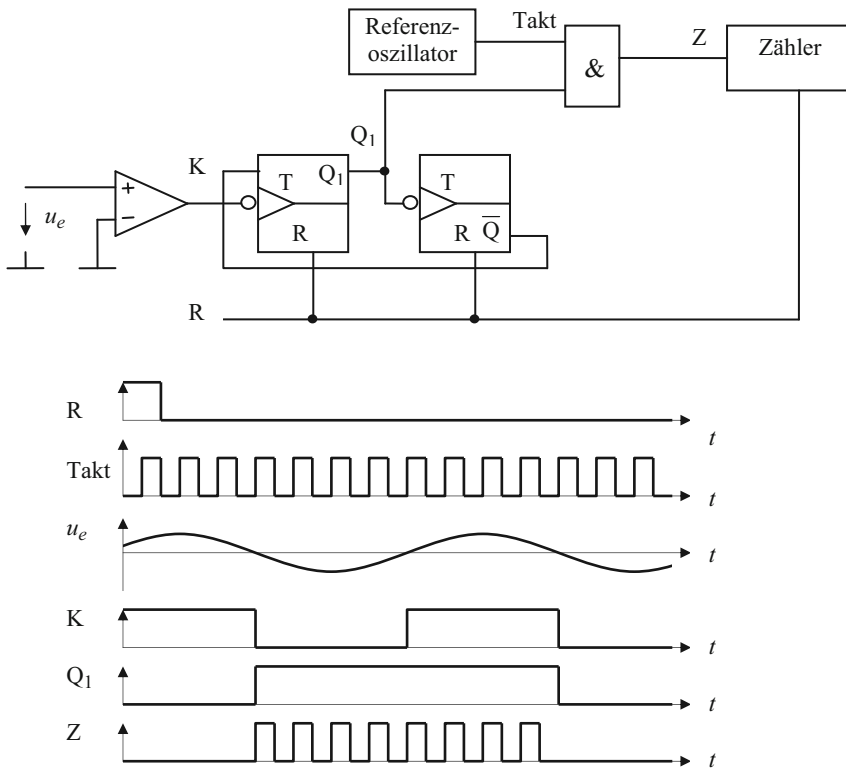 Referenz-
oszillator
Takt
&
Z
Zähler
Q1
K
T
Q1
R
T
R
Q̅
+
−
u_e
R
R
t
Takt
t
u_e
t
K
t
Q1
t
Z
t